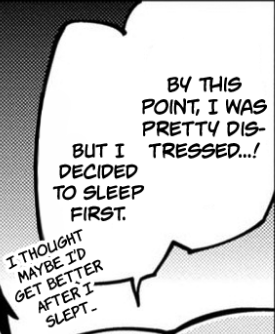 BY THIS
POINT, I WAS
PRETTY DIS-
TRESSED...!
BUT I
DECIDED
TO SLEEP
FIRST.
I THOUGHT
MAYBE I'D
GET BETTER
AFTER I
SLEPT-